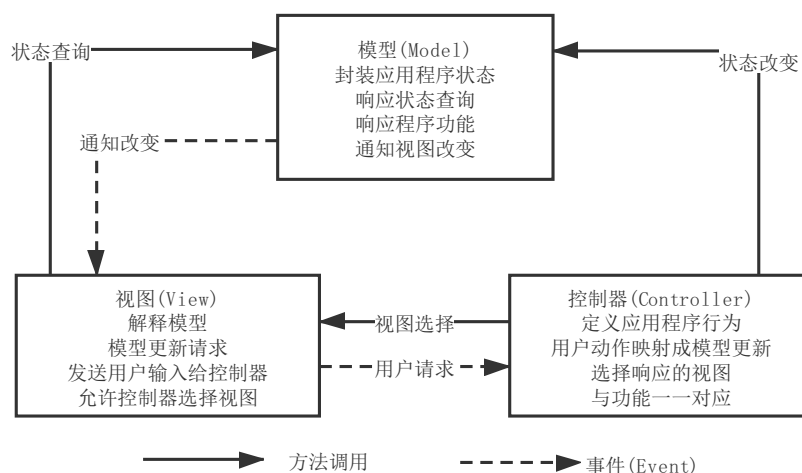 状态查询
模型(Model)
封装应用程序状态
响应状态查询
响应程序功能
通知视图改变
状态改变
通知改变
视图(View)
解释模型
模型更新请求
发送用户输入给控制器
允许控制器选择视图
视图选择
用户请求
控制器(Controller)
定义应用程序行为
用户动作映射成模型更新
选择响应的视图
与功能一一对应
方法调用
事件(Event)